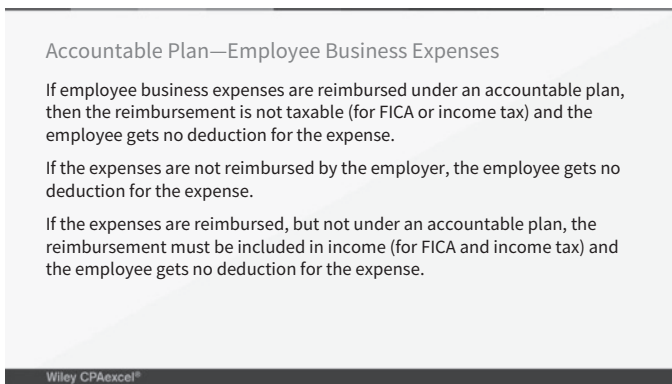 Accountable Plan—Employee Business Expenses
If employee business expenses are reimbursed under an accountable plan,
then the reimbursement is not taxable (for FICA or income tax) and the
employee gets no deduction for the expense.
If the expenses are not reimbursed by the employer, the employee gets no
deduction for the expense.
If the expenses are reimbursed, but not under an accountable plan, the
reimbursement must be included in income (for FICA and income tax) and
the employee gets no deduction for the expense.
Wiley CPAexcel®